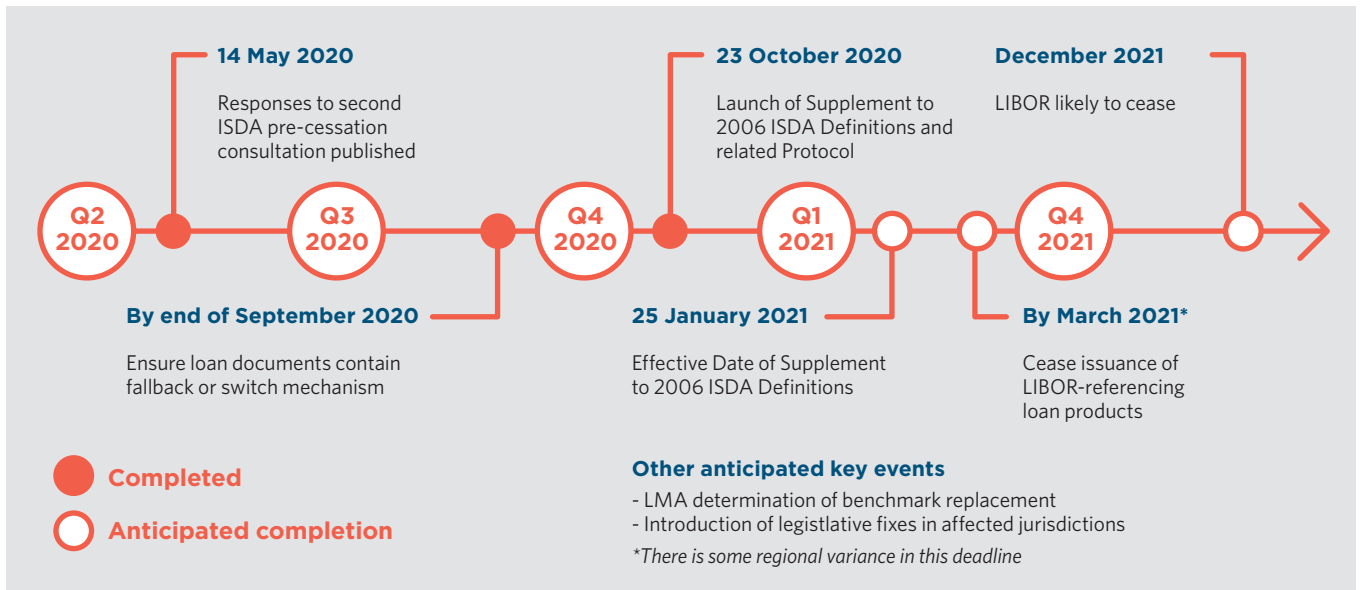 14 May 2020
Responses to second
ISDA pre-cessation
consultation published
23 October 2020
Launch of Supplement to
2006 ISDA Definitions and
related Protocol
December 2021
LIBOR likely to cease
Q2
2020
Q3
2020
Q4
2020
Q1
2021
Q4
2021
By end of September 2020
Ensure loan documents contain
fallback or switch mechanism
25 January 2021
Effective Date of Supplement
to 2006 ISDA Definitions
By March 2021*
Cease issuance of
LIBOR-referencing
loan products
Completed
Anticipated completion
Other anticipated key events
- LMA determination of benchmark replacement
- Introduction of legistlative fixes in affected jurisdictions
*There is some regional variance in this deadline